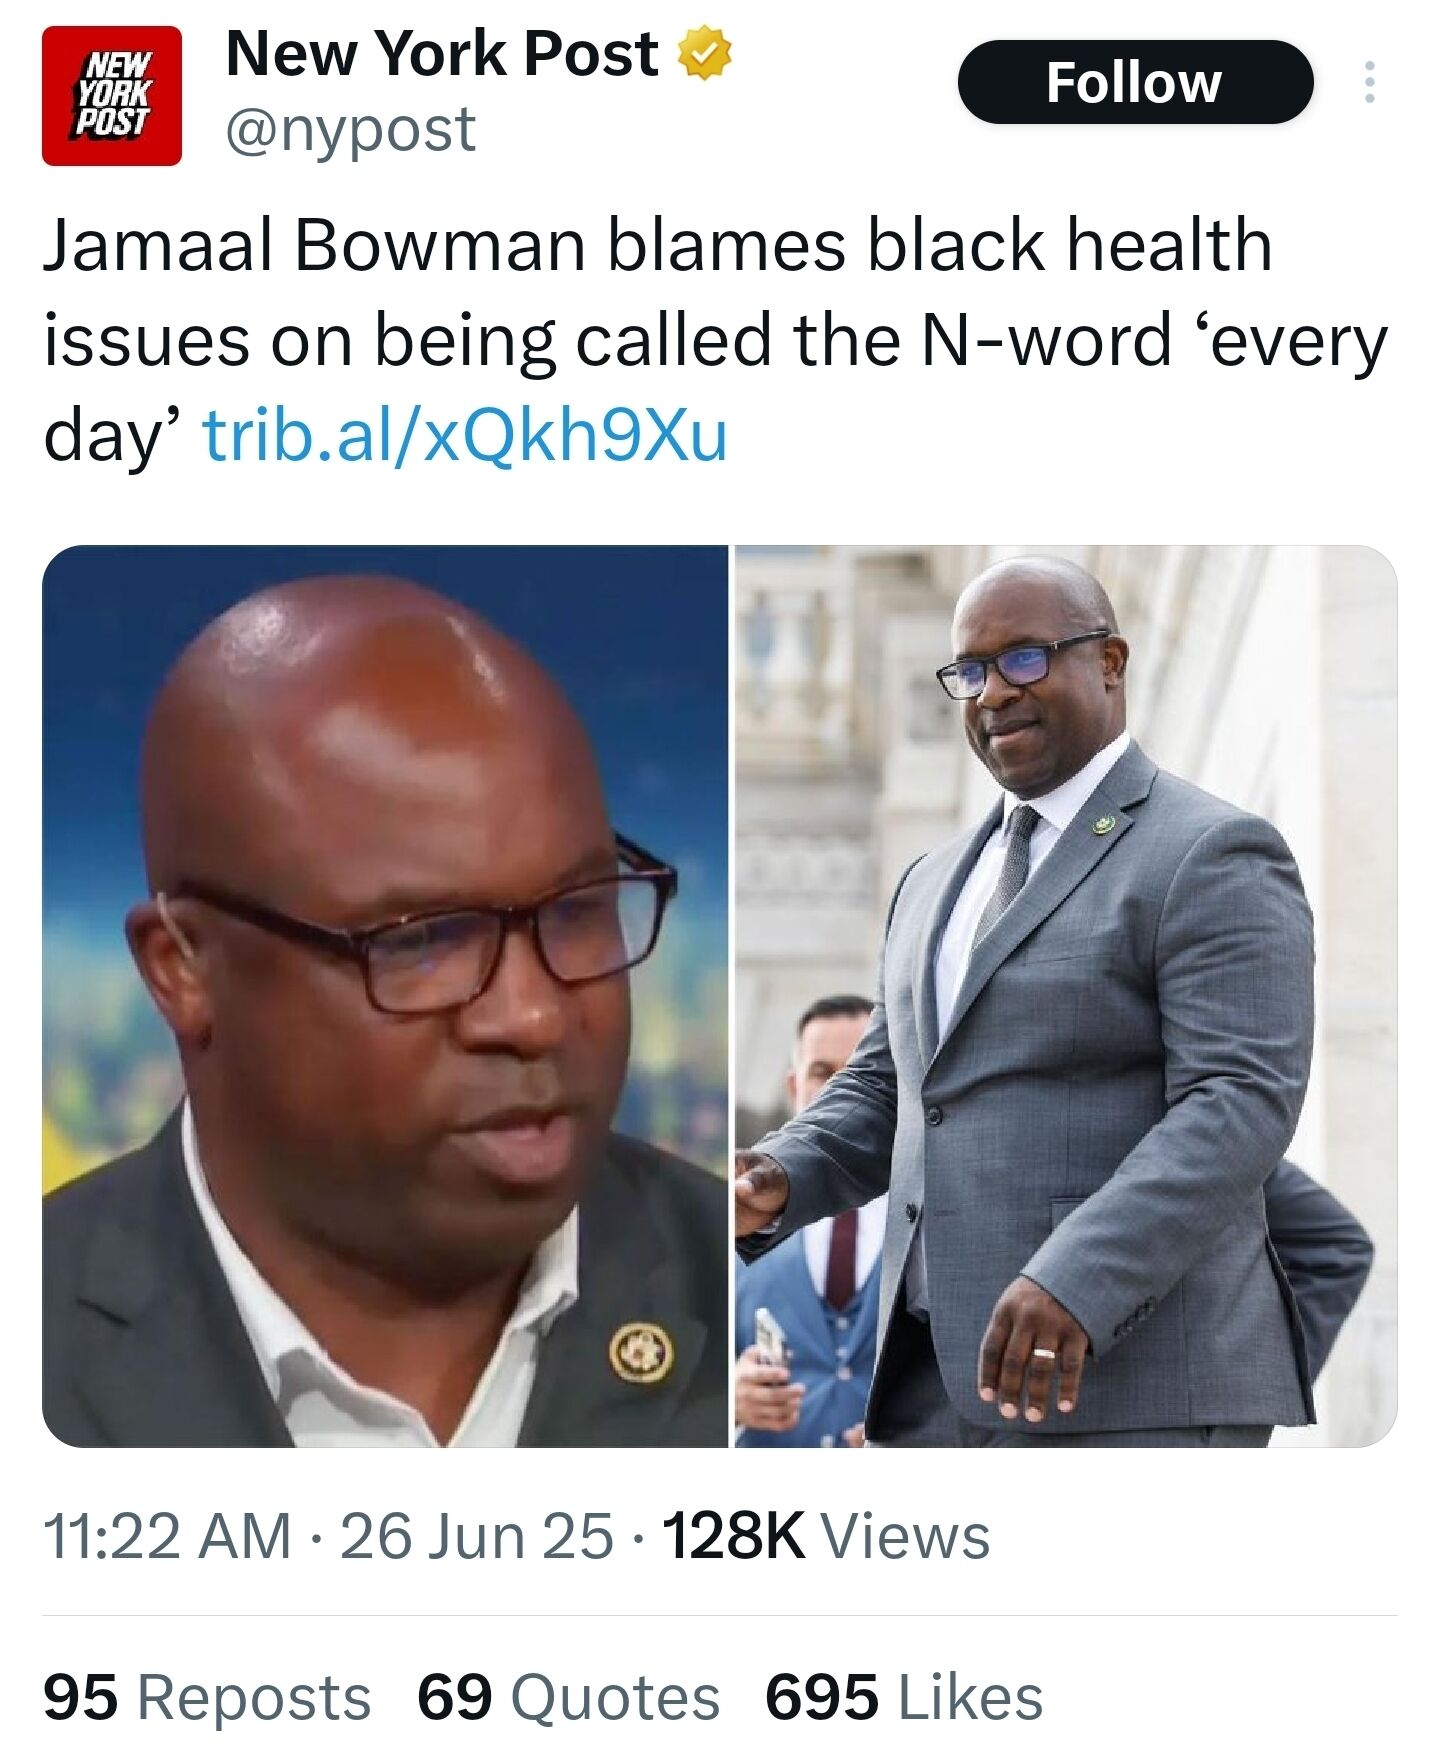 NEW
YORK
POST
New York Post
@nypost
Follow
Jamaal Bowman blames black health
issues on being called the N-word ‘every
day’ trib.al/xQkh9Xu
11:22 AM · 26 Jun 25 · 128K Views
95 Reposts 69 Quotes 695 Likes